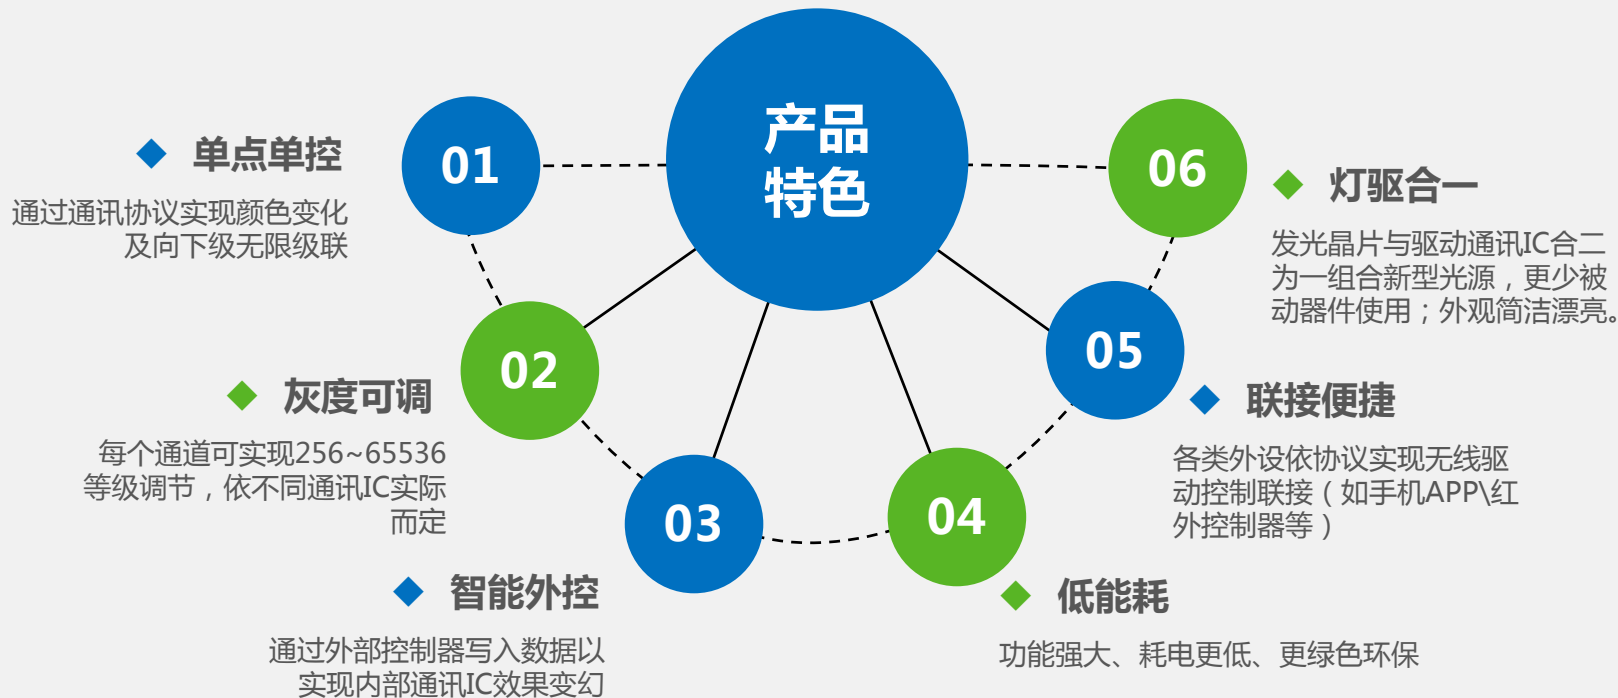 产品
特色
01
单点单控
通过通讯协议实现颜色变化
及向下级无限级联
02
灰度可调
每个通道可实现256~65536
等级调节，依不同通讯IC实际
而定
03
智能外控
通过外部控制器写入数据以
实现内部通讯IC效果变幻
04
低能耗
功能强大、耗电更低、更绿色环保
05
联接便捷
各类外设依协议实现无线驱
动控制联接（如手机APP\红
外控制器等）
06
灯驱合一
发光晶片与驱动通讯IC合二
为一组合新型光源，更少被
动器件使用；外观简洁漂亮。